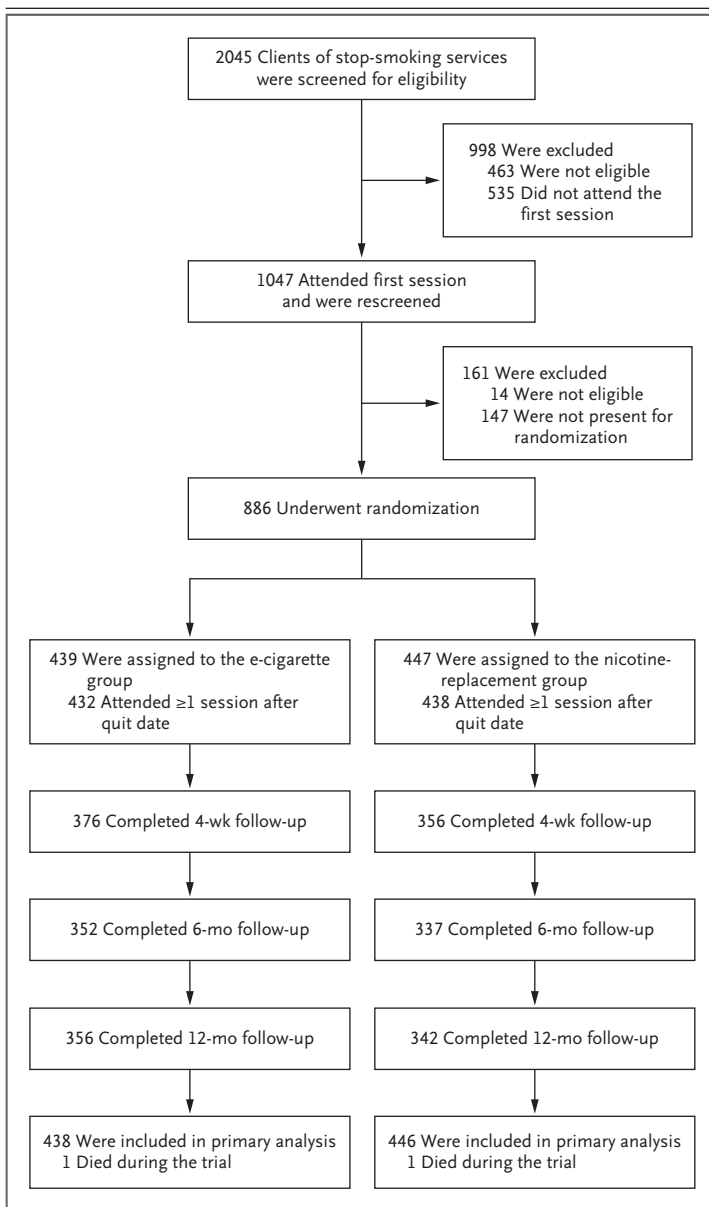 2045 Clients of stop-smoking services
were screened for eligibility
998 Were excluded
463 Were not eligible
535 Did not attend the
first session
1047 Attended first session
and were rescreened
161 Were excluded
14 Were not eligible
147 Were not present for
randomization
886 Underwent randomization
439 Were assigned to the e-cigarette
group
432 Attended ≥1 session after
quit date
447 Were assigned to the nicotine-
replacement group
438 Attended ≥1 session after
quit date
376 Completed 4-wk follow-up
356 Completed 4-wk follow-up
352 Completed 6-mo follow-up
337 Completed 6-mo follow-up
356 Completed 12-mo follow-up
342 Completed 12-mo follow-up
438 Were included in primary analysis
1 Died during the trial
446 Were included in primary analysis
1 Died during the trial